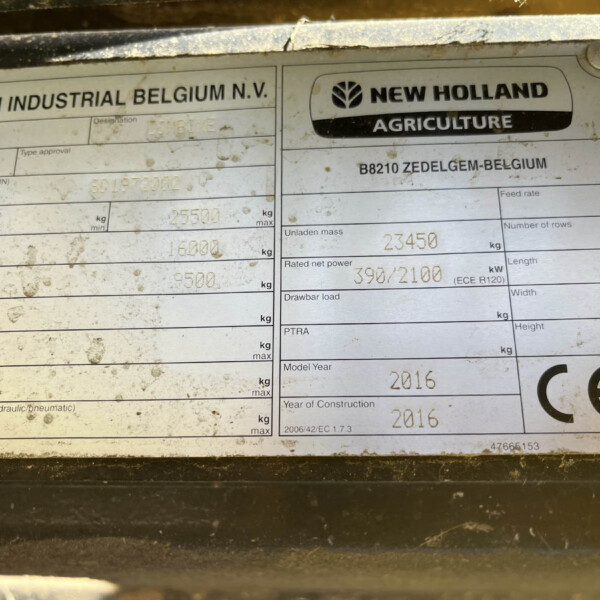 INDUSTRIAL BELGIUM N.V.
Designation
Type approval
kg
min
25500
kg
max
16000
kg
9500
kg
kg
kg
max
kg
max
draulic/pneumatic)
kg
max
NEW HOLLAND
AGRICULTURE
B8210 ZEDELGEM-BELGIUM
Feed rate
Unladen mass
23450
kg
Number of rows
Rated net power
390/2100
kW
(ECE R120)
Length
Drawbar load
kg
Width
PTRA
kg
Height
Model Year
2016
Year of Construction
2006/42/EC 1.7.3
2016
CE
47665153